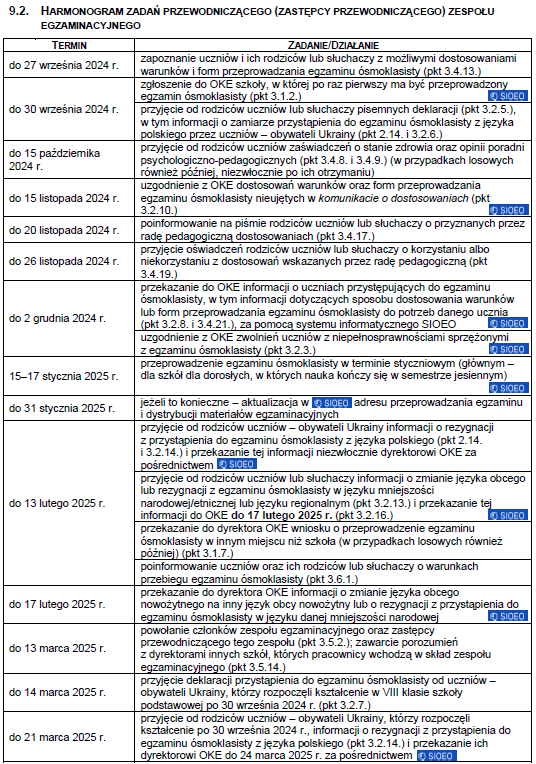 9.2. HARMONOGRAM ZADAŃ PRZEWODNICZĄCEGO (ZASTĘPCY PRZEWODNICZĄCEGO) ZESPOŁU
EGZAMINACYJNEGO
TERMIN ZADANIE/DZIAŁANIE
do 27 września 2024 r.
zapoznanie uczniów i ich rodziców lub słuchaczy z możliwymi dostosowaniami
warunków i form przeprowadzania egzaminu ósmoklasisty (pkt 3.4.13.)
do 30 września 2024 r.
zgłoszenie do OKE szkoły, w której po raz pierwszy ma być przeprowadzony
egzamin ósmoklasisty (pkt 3.1.2.) SIOEO
przyjęcie od rodziców uczniów lub słuchaczy pisemnych deklaracji (pkt 3.2.5.),
w tym informacji o zamiarze przystąpienia do egzaminu ósmoklasisty z języka
polskiego przez uczniów – obywateli Ukrainy (pkt 2.14. i 3.2.6.)
do 15 października
2024 r.
przyjęcie od rodziców uczniów zaświadczeń o stanie zdrowia oraz opinii poradni
psychologiczno-pedagogicznej (pkt 3.4.8. i 3.4.9.) (w przypadkach losowych
również później, niezwłocznie po ich otrzymaniu)
do 15 listopada 2024 r.
uzgodnienie z OKE dostosowań warunków oraz form przeprowadzania
egzaminu ósmoklasisty nieujętych w komunikacie o dostosowaniach (pkt
3.2.10.) SIOEO
do 20 listopada 2024 r.
poinformowanie na piśmie rodziców uczniów lub słuchaczy o przyznanych przez
radę pedagogiczną dostosowaniach (pkt 3.4.17.)
do 26 listopada 2024 r.
przyjęcie oświadczeń rodziców uczniów lub słuchaczy o korzystaniu albo
niekorzystaniu z dostosowań wskazanych przez radę pedagogiczną (pkt
3.4.19.)
do 2 grudnia 2024 r.
przekazanie do OKE informacji o uczniach przystępujących do egzaminu
ósmoklasisty, w tym informacji dotyczących sposobu dostosowania warunków
lub form przeprowadzania egzaminu ósmoklasisty do potrzeb danego ucznia
(pkt 3.2.8. i 3.4.21.), za pomocą systemu informatycznego SIOEO SIOEO
uzgodnienie z OKE zwolnień uczniów z niepełnosprawnościami sprzężonymi
z egzaminu ósmoklasisty (pkt 3.2.3.) SIOEO
15–17 stycznia 2025 r.
przeprowadzenie egzaminu ósmoklasisty w terminie styczniowym (głównym –
dla szkół dla dorosłych, w których nauka kończy się w semestrze jesiennym)
SIOEO
do 31 stycznia 2025 r.
jeżeli to konieczne – aktualizacja w SIOEO adresu przeprowadzania egzaminu
i dystrybucji materiałów egzaminacyjnych
do 13 lutego 2025 r.
przyjęcie od rodziców uczniów – obywateli Ukrainy informacji o rezygnacji
z przystąpienia do egzaminu ósmoklasisty z języka polskiego (pkt 2.14.
i 3.2.14.) i przekazanie tej informacji niezwłocznie dyrektorowi OKE za
pośrednictwem SIOEO
przyjęcie od rodziców uczniów lub słuchaczy informacji o zmianie języka obcego
lub rezygnacji z egzaminu ósmoklasisty w języku mniejszości
narodowej/etnicznej lub języku regionalnym (pkt 3.2.13.) i przekazanie tej
informacji do OKE do 17 lutego 2025 r. (pkt 3.2.16.) SIOEO
przekazanie do dyrektora OKE wniosku o przeprowadzenie egzaminu
ósmoklasisty w innym miejscu niż szkoła (w przypadkach losowych również
później) (pkt 3.1.7.)
poinformowanie uczniów oraz ich rodziców lub słuchaczy o warunkach
przebiegu egzaminu ósmoklasisty (pkt 3.6.1.)
do 17 lutego 2025 r.
przekazanie do dyrektora OKE informacji o zmianie języka obcego
nowożytnego na inny język obcy nowożytny lub o rezygnacji z przystąpienia do
egzaminu ósmoklasisty w języku danej mniejszości narodowej SIOEO
do 13 marca 2025 r.
powołanie członków zespołu egzaminacyjnego oraz zastępcy
przewodniczącego tego zespołu (pkt 3.5.2.); zawarcie porozumień
z dyrektorami innych szkół, których pracownicy wchodzą w skład zespołu
egzaminacyjnego (pkt 3.5.14.)
do 14 marca 2025 r.
przyjęcie deklaracji przystąpienia do egzaminu ósmoklasisty od uczniów –
obywateli Ukrainy, którzy rozpoczęli kształcenie w VIII klasie szkoły
podstawowej po 30 września 2024 r. (pkt 3.2.7.)
do 21 marca 2025 r.
przyjęcie od rodziców uczniów – obywateli Ukrainy, którzy rozpoczęli
kształcenie po 30 września 2024 r., informacji o rezygnacji z przystąpienia do
egzaminu ósmoklasisty z języka polskiego (pkt 3.2.14.) i przekazanie ich
dyrektorowi OKE do 24 marca 2025 r. za pośrednictwem SIOEO